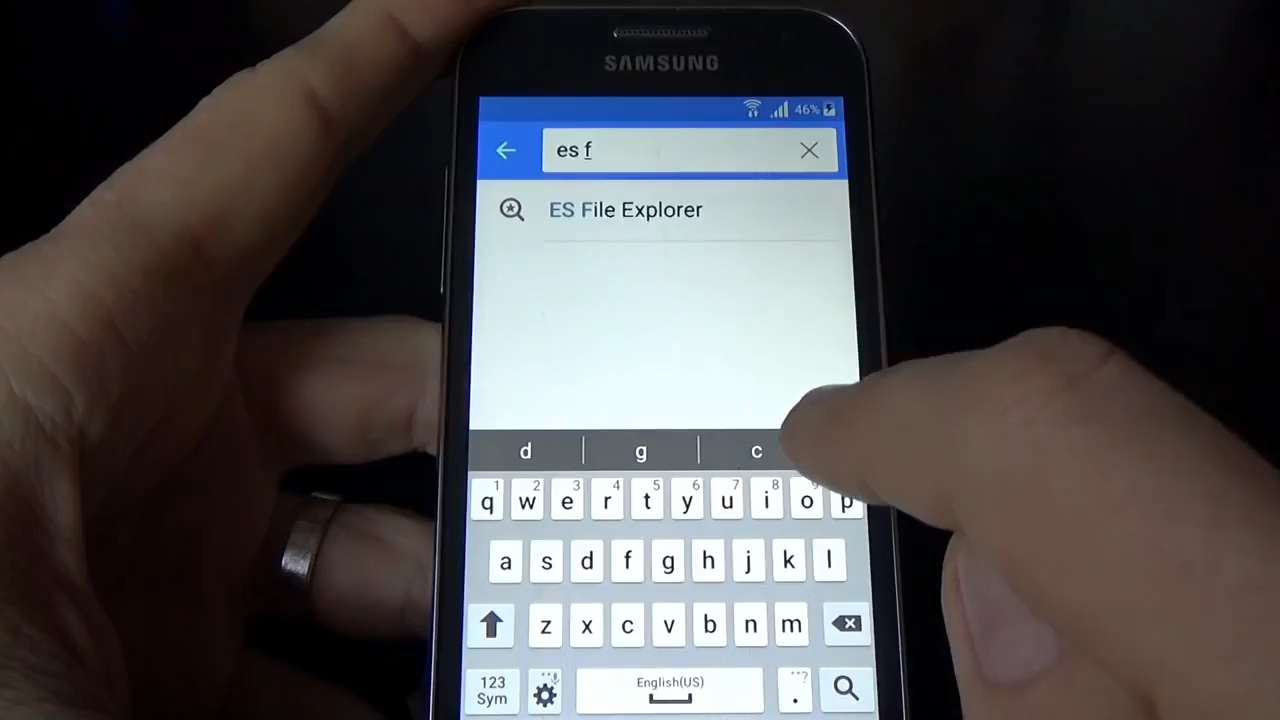 SAMSUNG
46%
es f
ES File Explorer
d g c
1 2 3 4 5 6 7 8 9
q w e r t y u i o p
a s d f g h j k l
z x c v b n m
123
Sym
English(US)
.